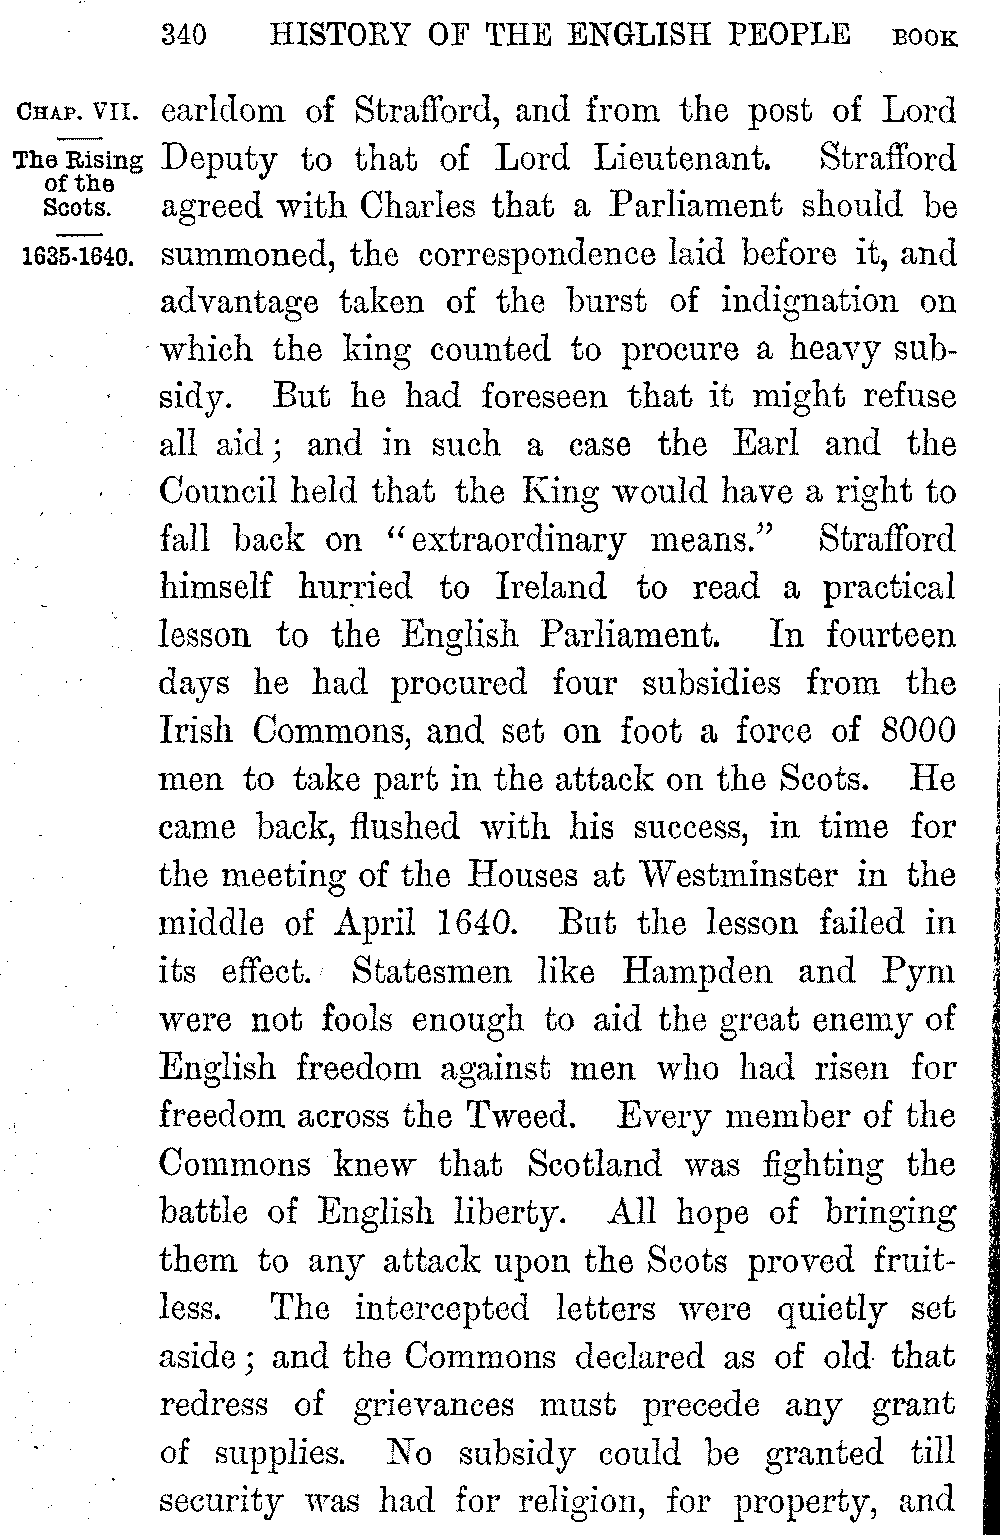 340 HISTORY OF THE ENGLISH PEOPLE BOOK
CHAP. VII.
The Rising
of the
Scots.
1635-1640.
earldom of Strafford, and from the post of Lord
Deputy to that of Lord Lieutenant. Strafford
agreed with Charles that a Parliament should be
summoned, the correspondence laid before it, and
advantage taken of the burst of indignation on
which the king counted to procure a heavy sub-
sidy. But he had foreseen that it might refuse
all aid; and in such a case the Earl and the
Council held that the King would have a right to
fall back on "extraordinary means." Strafford
himself hurried to Ireland to read a practical
lesson to the English Parliament. In fourteen
days he had procured four subsidies from the
Irish Commons, and set on foot a force of 8000
men to take part in the attack on the Scots. He
came back, flushed with his success, in time for
the meeting of the Houses at Westminster in the
middle of April 1640. But the lesson failed in
its effect. Statesmen like Hampden and Pym
were not fools enough to aid the great enemy of
English freedom against men who had risen for
freedom across the Tweed. Every member of the
Commons knew that Scotland was fighting the
battle of English liberty. All hope of bringing
them to any attack upon the Scots proved fruit-
less. The intercepted letters were quietly set
aside; and the Commons declared as of old that
redress of grievances must precede any grant
of supplies. No subsidy could be granted till
security was had for religion, for property, and